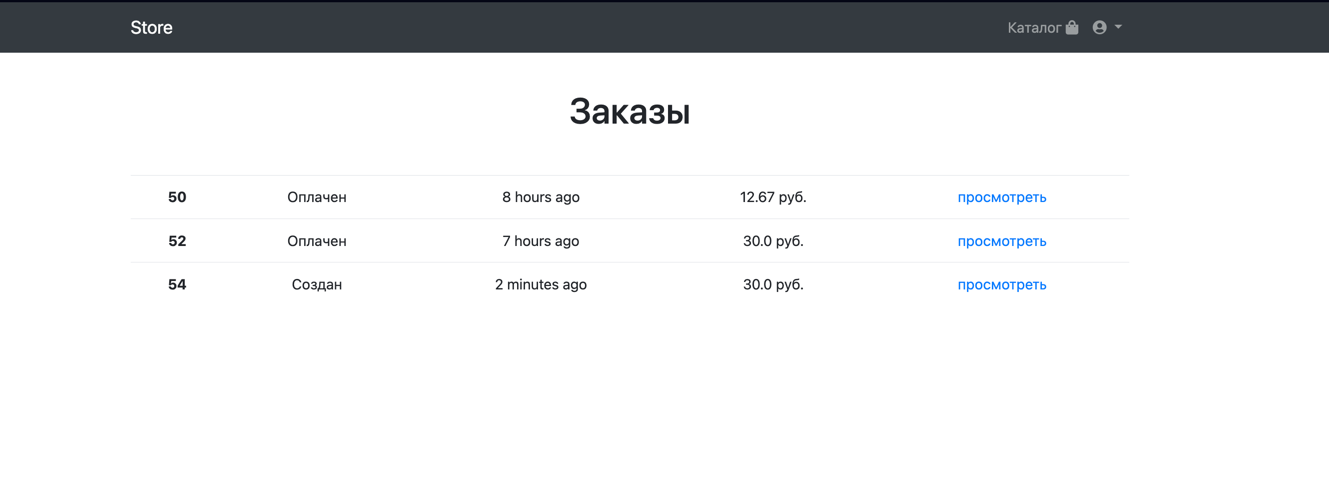 Store Каталог
Заказы
50 Оплачен 8 hours ago 12.67 руб. просмотреть
52 Оплачен 7 hours ago 30.0 руб. просмотреть
54 Создан 2 minutes ago 30.0 руб. просмотреть